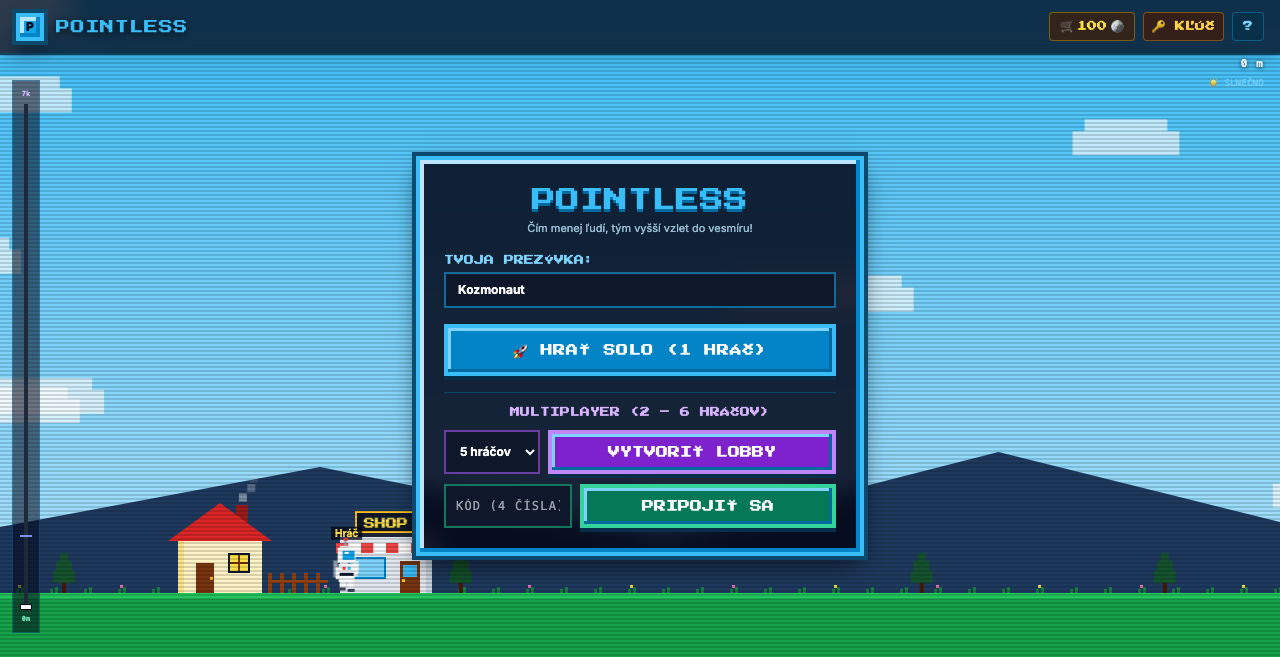 P POINTLESS
100
KĽÚČ
?
0 m
SLNEČNO
7k
POINTLESS
Čím menej ľudí, tým vyšší vzlet do vesmíru!
TVOJA PREZÝVKA:
Kozmonaut
HRAŤ SOLO (1 HRÁČ)
MULTIPLAYER (2 – 6 HRÁČOV)
5 hráčov
VYTVORIŤ LOBBY
KÓD (4 ČÍSLA)
PRIPOJIŤ SA
SHOP
Hráč
0m